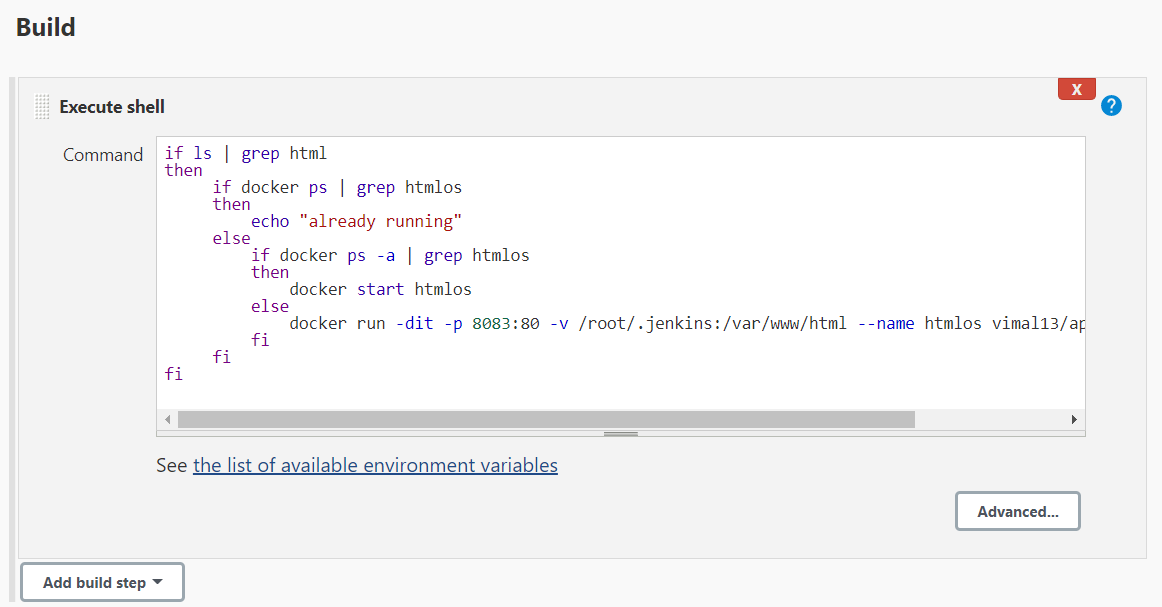 Build
X
Execute shell
?
Command
if ls | grep html
then
if docker ps | grep htmlos
then
echo "already running"
else
if docker ps -a | grep htmlos
then
docker start htmlos
else
docker run -dit -p 8083:80 -v /root/.jenkins:/var/www/html --name htmlos vimal13/ap
fi
fi
fi
See the list of available environment variables
Advanced...
Add build step